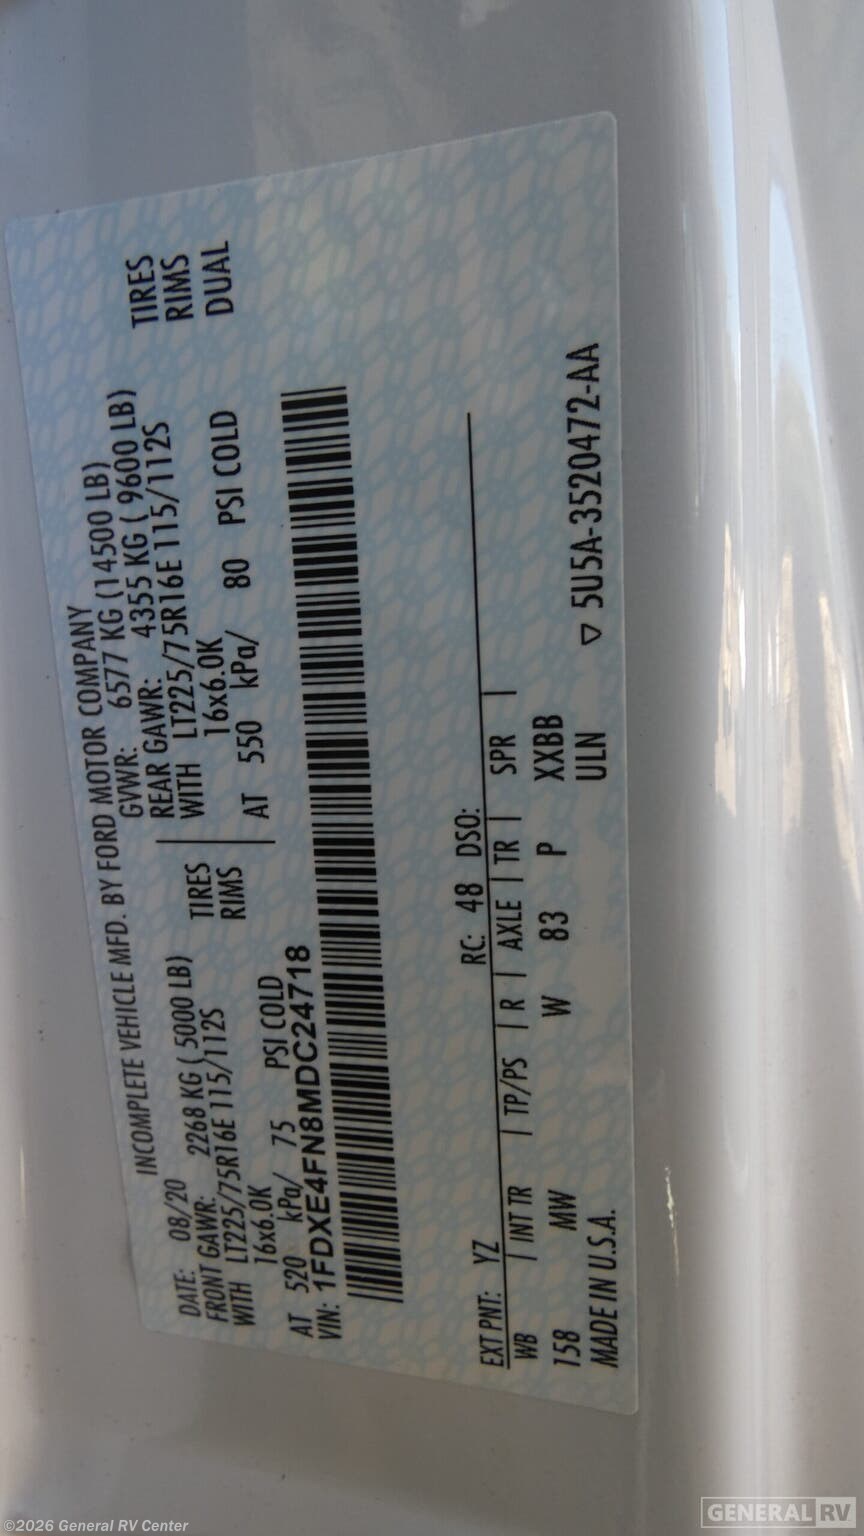 INCOMPLETE VEHICLE MFD. BY FORD MOTOR COMPANY
DATE: 08/20 GVWR: 6577 KG (14500 LB)
FRONT GAWR: 2268 KG ( 5000 LB) REAR GAWR: 4355 KG ( 9600 LB)
WITH LT225/75R16E 115/112S TIRES WITH LT225/75R16E 115/112S TIRES
16x6.0K RIMS 16x6.0K RIMS
AT 520 kPa/ 75 PSI COLD AT 550 kPa/ 80 PSI COLD DUAL
VIN: 1FDXE4FN8MDC24718
EXT PNT: YZ RC: 48 DSO:
WB | INT TR | TP/PS | R | AXLE | TR | SPR |
158 MW W 83 P XXBB
MADE IN U.S.A. ULN ▽ 5U5A-3520472-AA
©2026 General RV Center
GENERAL RV